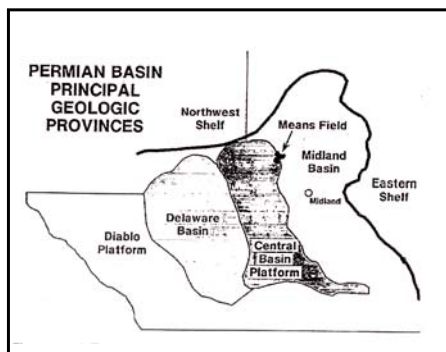 PERMIAN BASIN
PRINCIPAL
GEOLOGIC
PROVINCES
Northwest
Shelf
Means Field
Midland
Basin
Midland
Eastern
Shelf
Delaware
Basin
Diablo
Platform
Central
Basin
Platform